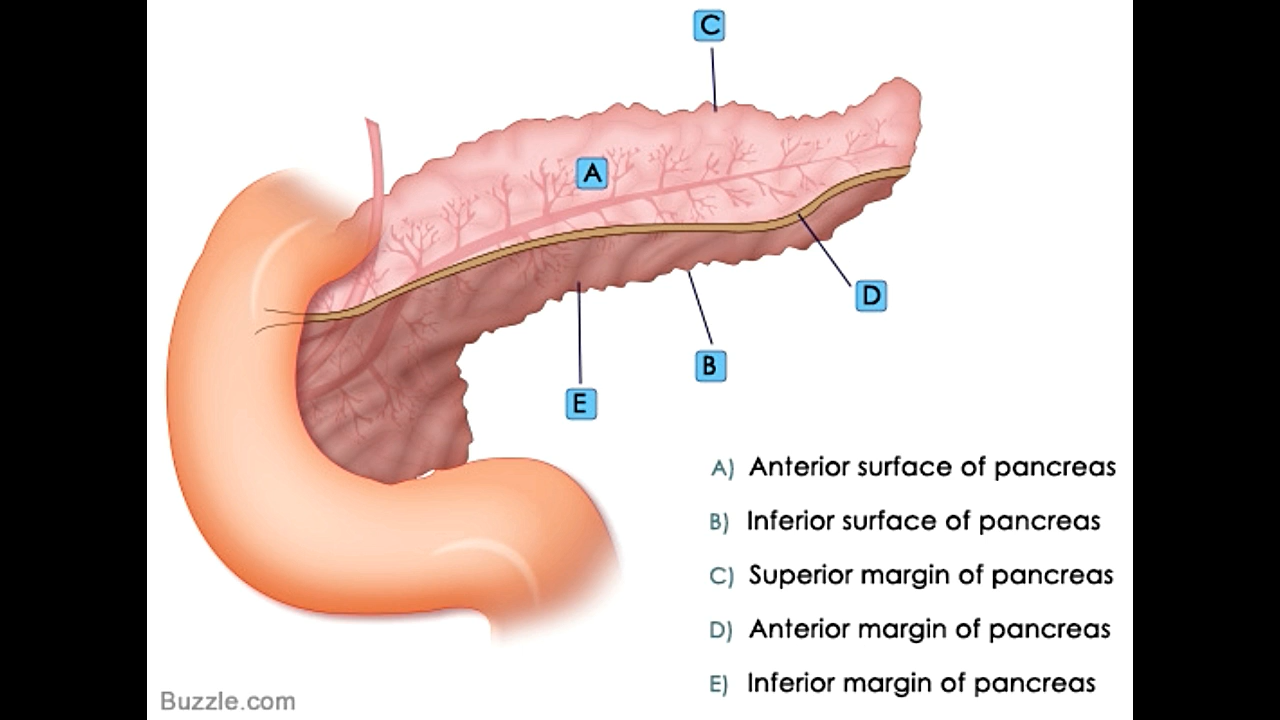 C
A
D
B
E
A) Anterior surface of pancreas
B) Inferior surface of pancreas
C) Superior margin of pancreas
D) Anterior margin of pancreas
E) Inferior margin of pancreas
Buzzle.com